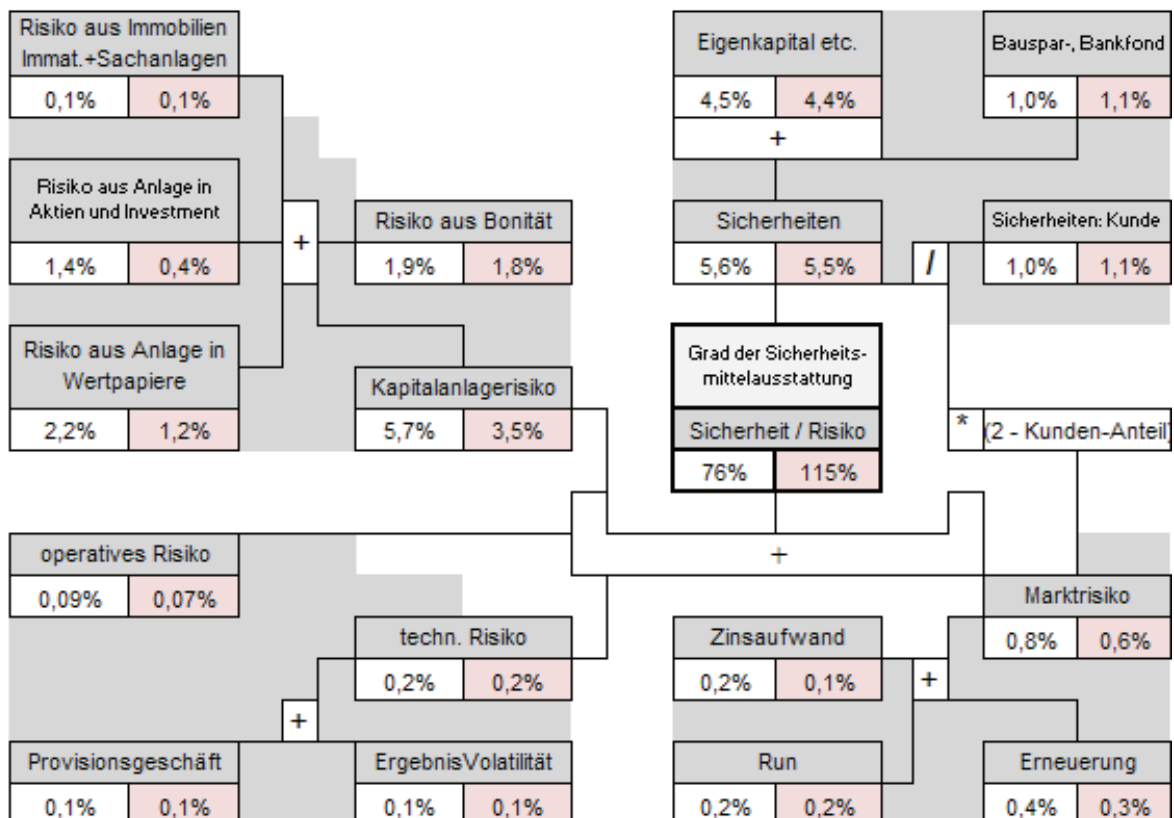 Risiko aus Immobilien
Immat.+Sachanlagen
0,1% 0,1%
Eigenkapital etc.
4,5% 4,4%
Bauspar-, Bankfond
1,0% 1,1%
+
Risiko aus Anlage in
Aktien und Investment
1,4% 0,4%
+
Risiko aus Bonität
1,9% 1,8%
Sicherheiten
5,6% 5,5%
/
Sicherheiten: Kunde
1,0% 1,1%
Risiko aus Anlage in
Wertpapiere
2,2% 1,2%
Kapitalanlagerisiko
5,7% 3,5%
Grad der Sicherheits-
mittelausstattung
Sicherheit / Risiko
76% 115%
* (2 - Kunden-Anteil)
operatives Risiko
0,09% 0,07%
+
Marktrisiko
0,8% 0,6%
techn. Risiko
0,2% 0,2%
Zinsaufwand
0,2% 0,1%
+
+
Provisionsgeschäft
0,1% 0,1%
ErgebnisVolatilität
0,1% 0,1%
Run
0,2% 0,2%
Erneuerung
0,4% 0,3%